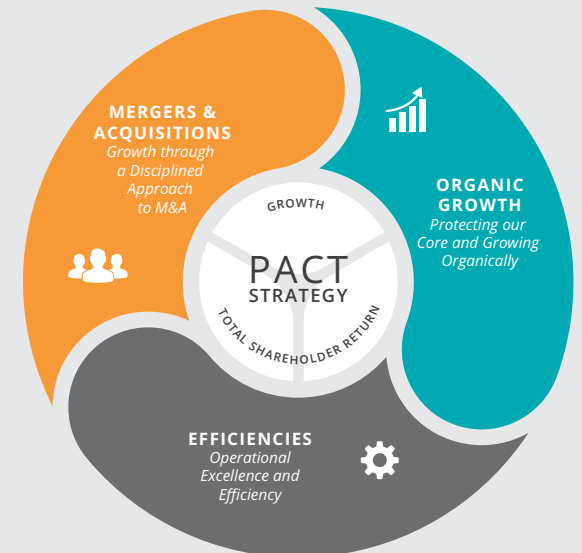 MERGERS &
ACQUISITIONS
Growth through
a Disciplined
Approach
to M&A
ORGANIC
GROWTH
Protecting our
Core and Growing
Organically
GROWTH
PACT
STRATEGY
TOTAL SHAREHOLDER RETURN
EFFICIENCIES
Operational
Excellence and
Efficiency